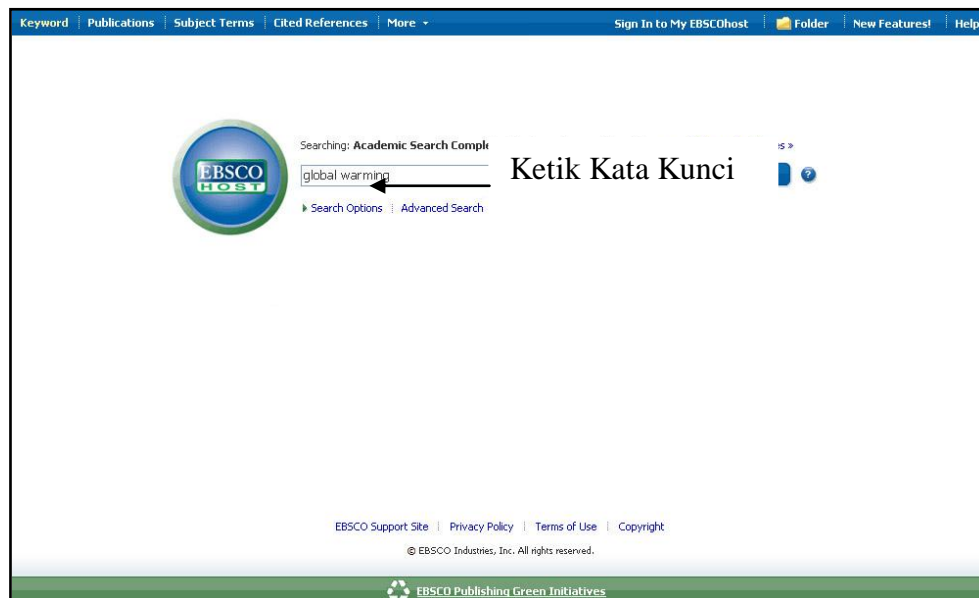 Keyword Publications Subject Terms Cited References More Sign In to My EBSCOhost Folder New Features! Help
Searching: Academic Search Comple s »
EBSCO
HOST
global warming Ketik Kata Kunci ?
Search Options Advanced Search
EBSCO Support Site Privacy Policy Terms of Use Copyright
© EBSCO Industries, Inc. All rights reserved.
EBSCO Publishing Green Initiatives